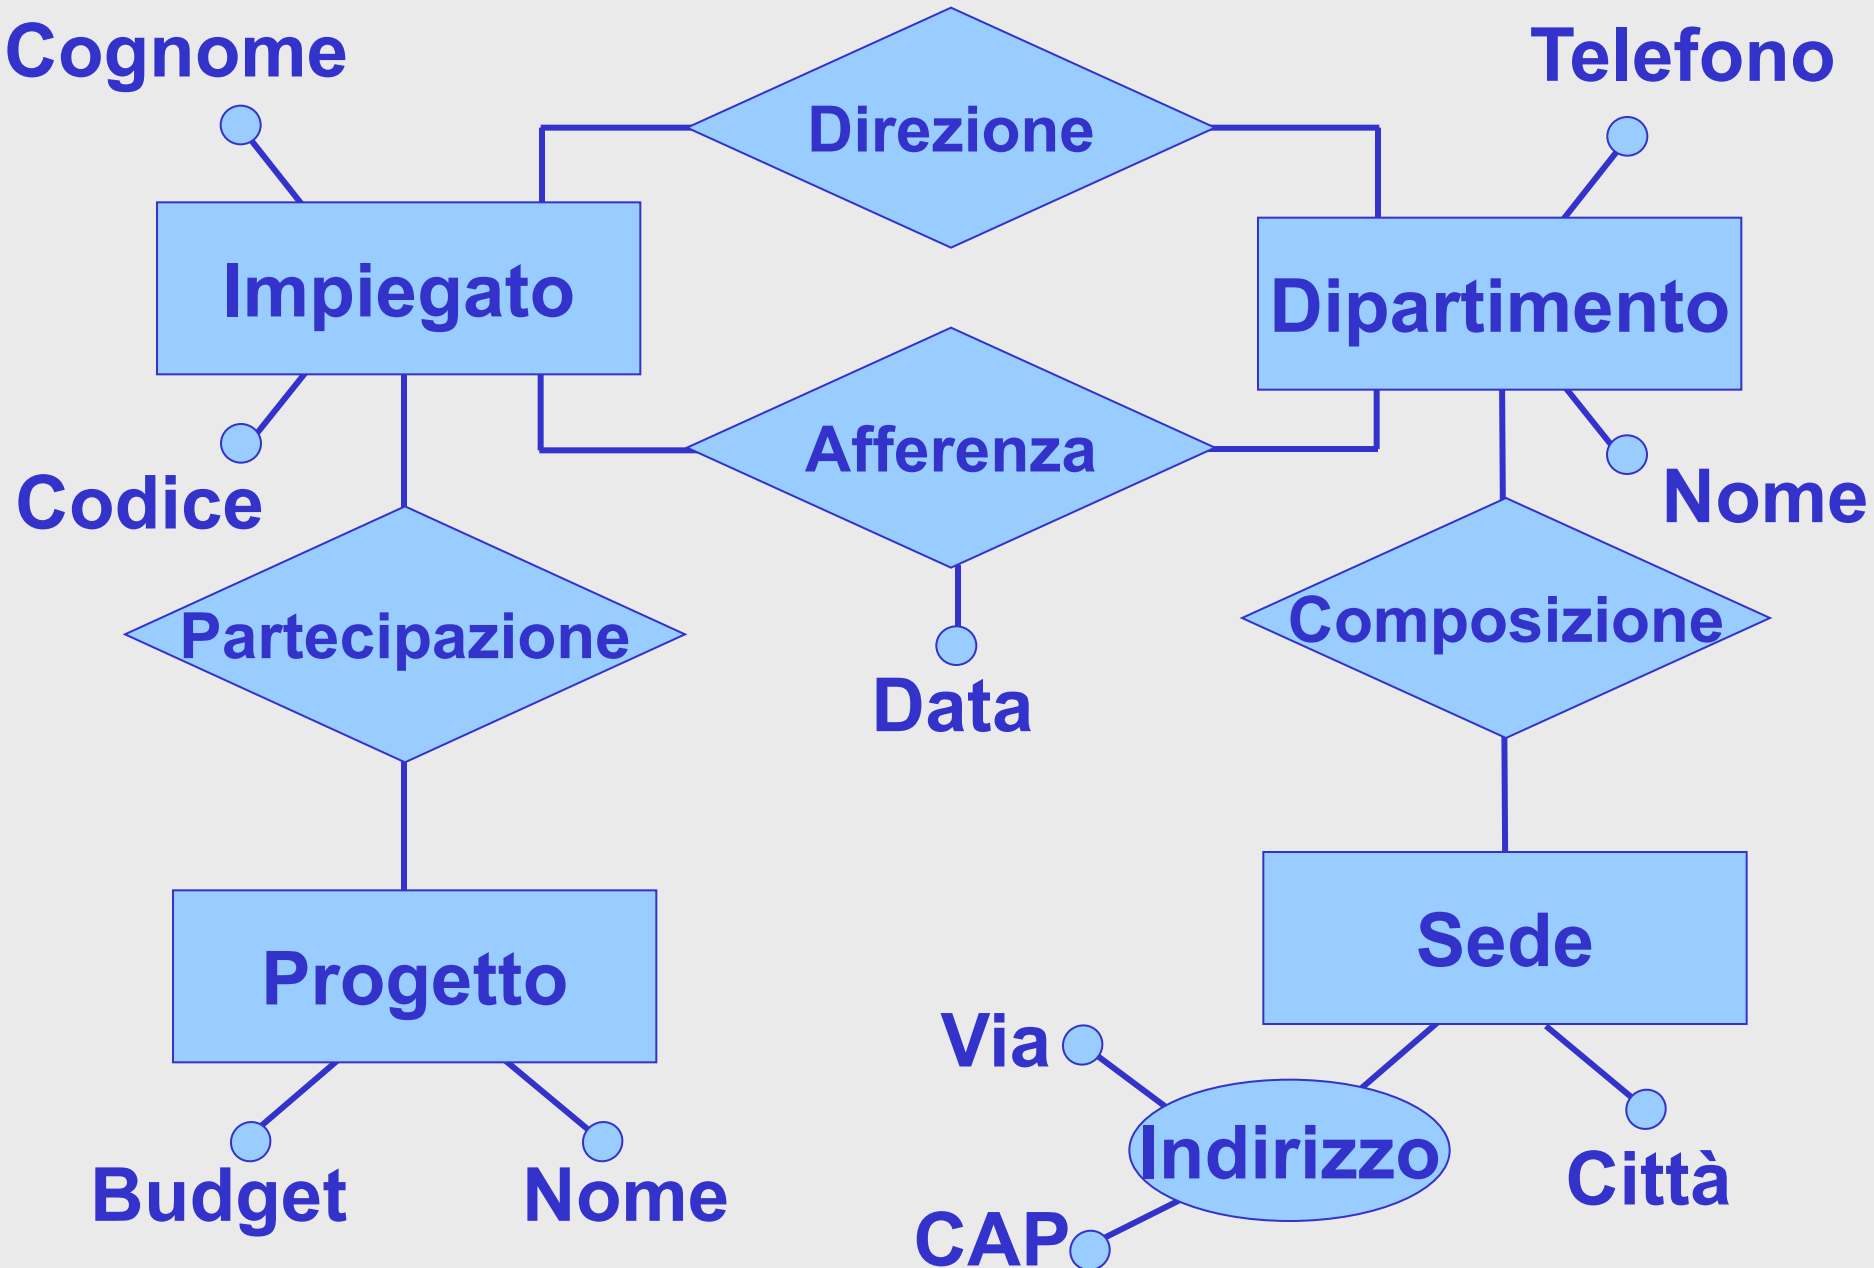 Cognome
Telefono
Direzione
Impiegato
Dipartimento
Afferenza
Codice
Nome
Partecipazione
Composizione
Data
Sede
Progetto
Via
Indirizzo
Città
Budget
Nome
CAP